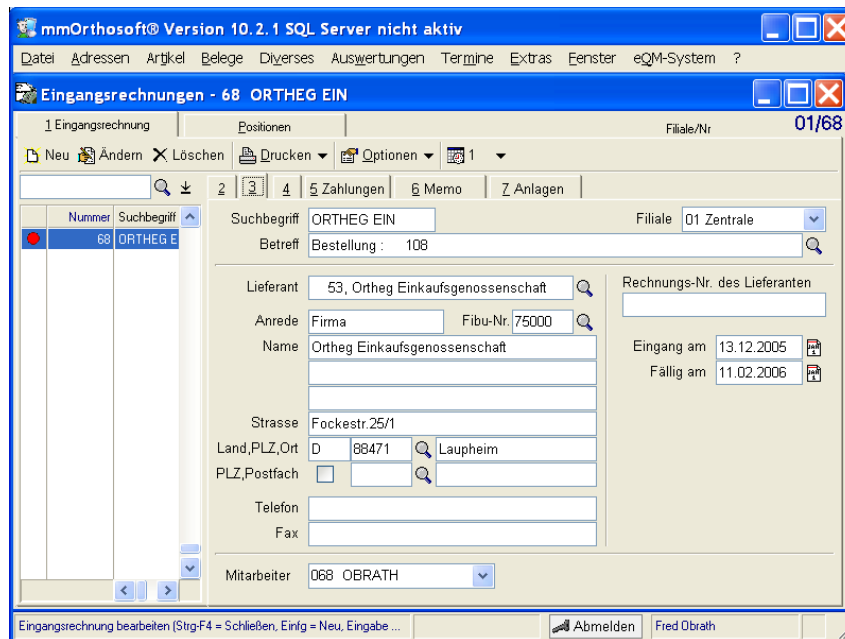 mmOrthosoft® Version 10.2.1 SQL Server nicht aktiv
Datei Adressen Artikel Belege Diverses Auswertungen Termine Extras Fenster eQM-System ?
Eingangsrechnungen - 68 ORTHEG EIN
1 Eingangsrechnung Positionen Filiale/Nr 01/68
Neu Ändern Löschen Drucken Optionen 1
2 3 4 5 Zahlungen 6 Memo 7 Anlagen
Nummer Suchbegriff
68 ORTHEG E
Suchbegriff ORTHEG EIN Filiale 01 Zentrale
Betreff Bestellung : 108
Lieferant 53, Ortheg Einkaufsgenossenschaft Rechnungs-Nr. des Lieferanten
Anrede Firma Fibu-Nr. 75000
Name Ortheg Einkaufsgenossenschaft Eingang am 13.12.2005
Fällig am 11.02.2006
Strasse Fockestr.25/1
Land,PLZ,Ort D 88471 Laupheim
PLZ,Postfach
Telefon
Fax
Mitarbeiter 068 OBRATH
Eingangsrechnung bearbeiten (Strg-F4 = Schließen, Einfg = Neu, Eingabe ... Abmelden Fred Obrath